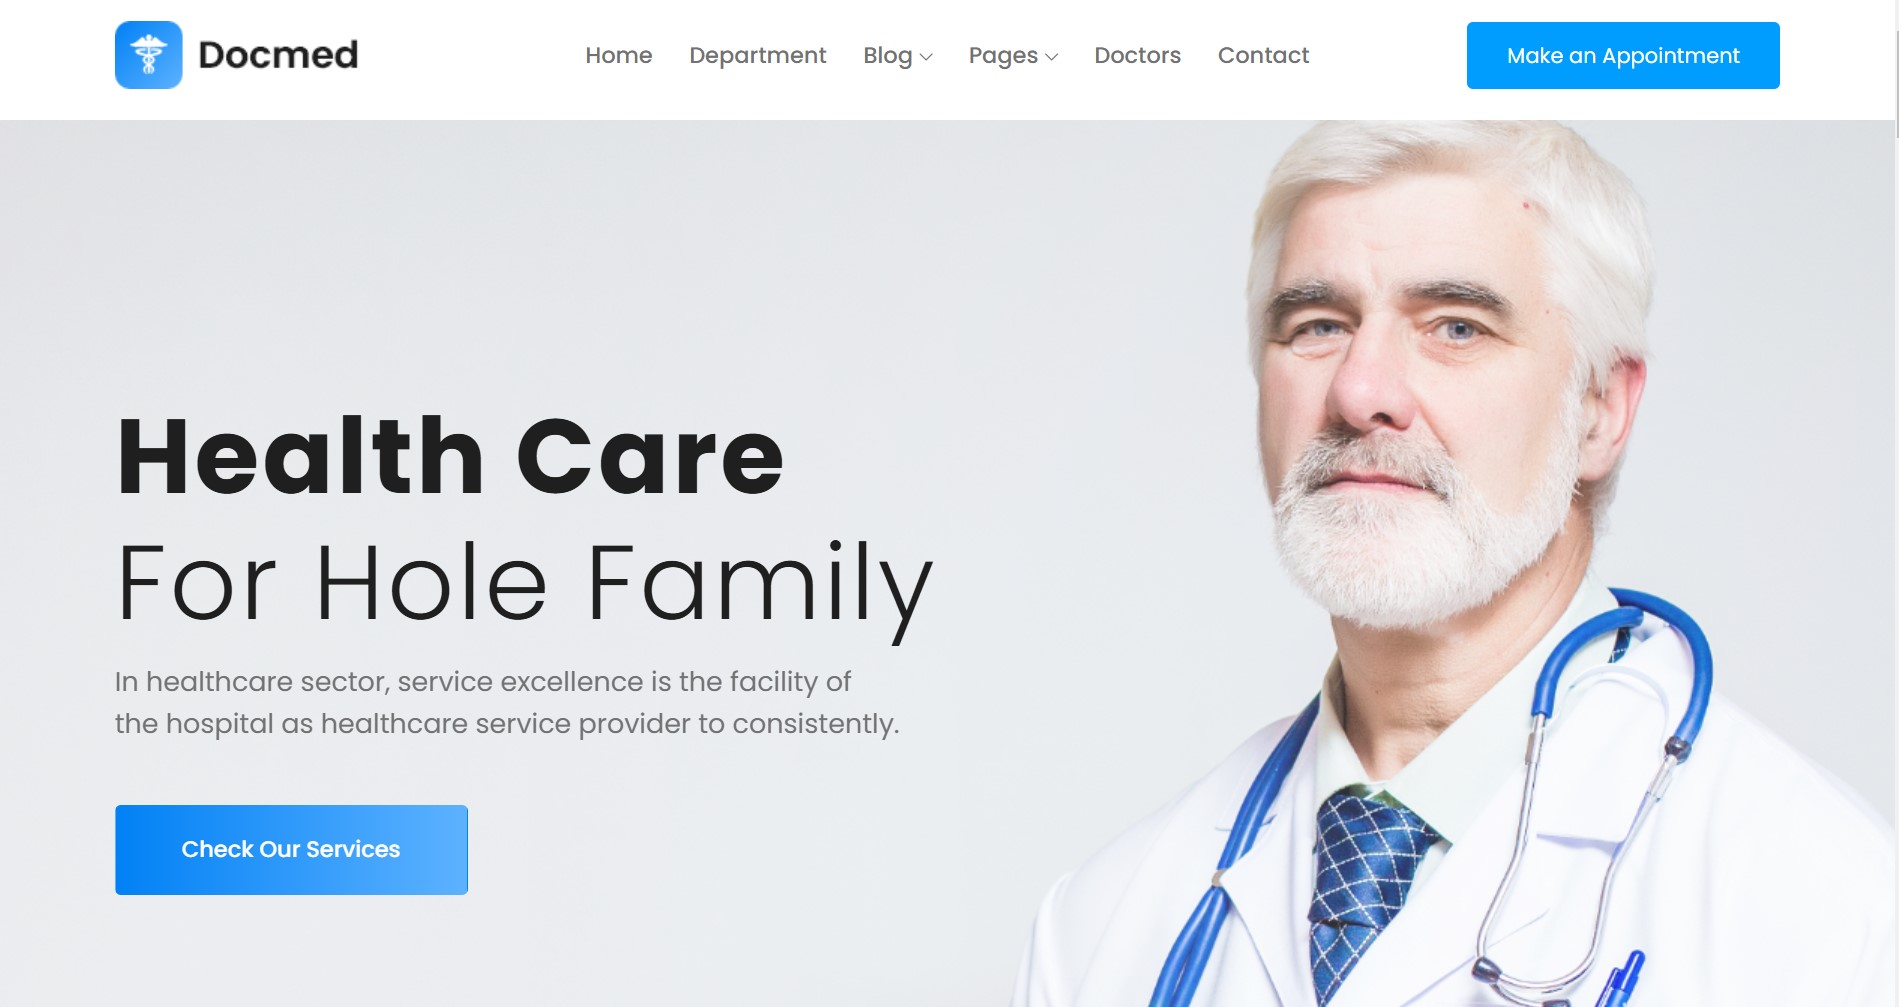 Docmed
Home Department Blog Pages Doctors Contact
Make an Appointment
Health Care
For Hole Family
In healthcare sector, service excellence is the facility of
the hospital as healthcare service provider to consistently.
Check Our Services